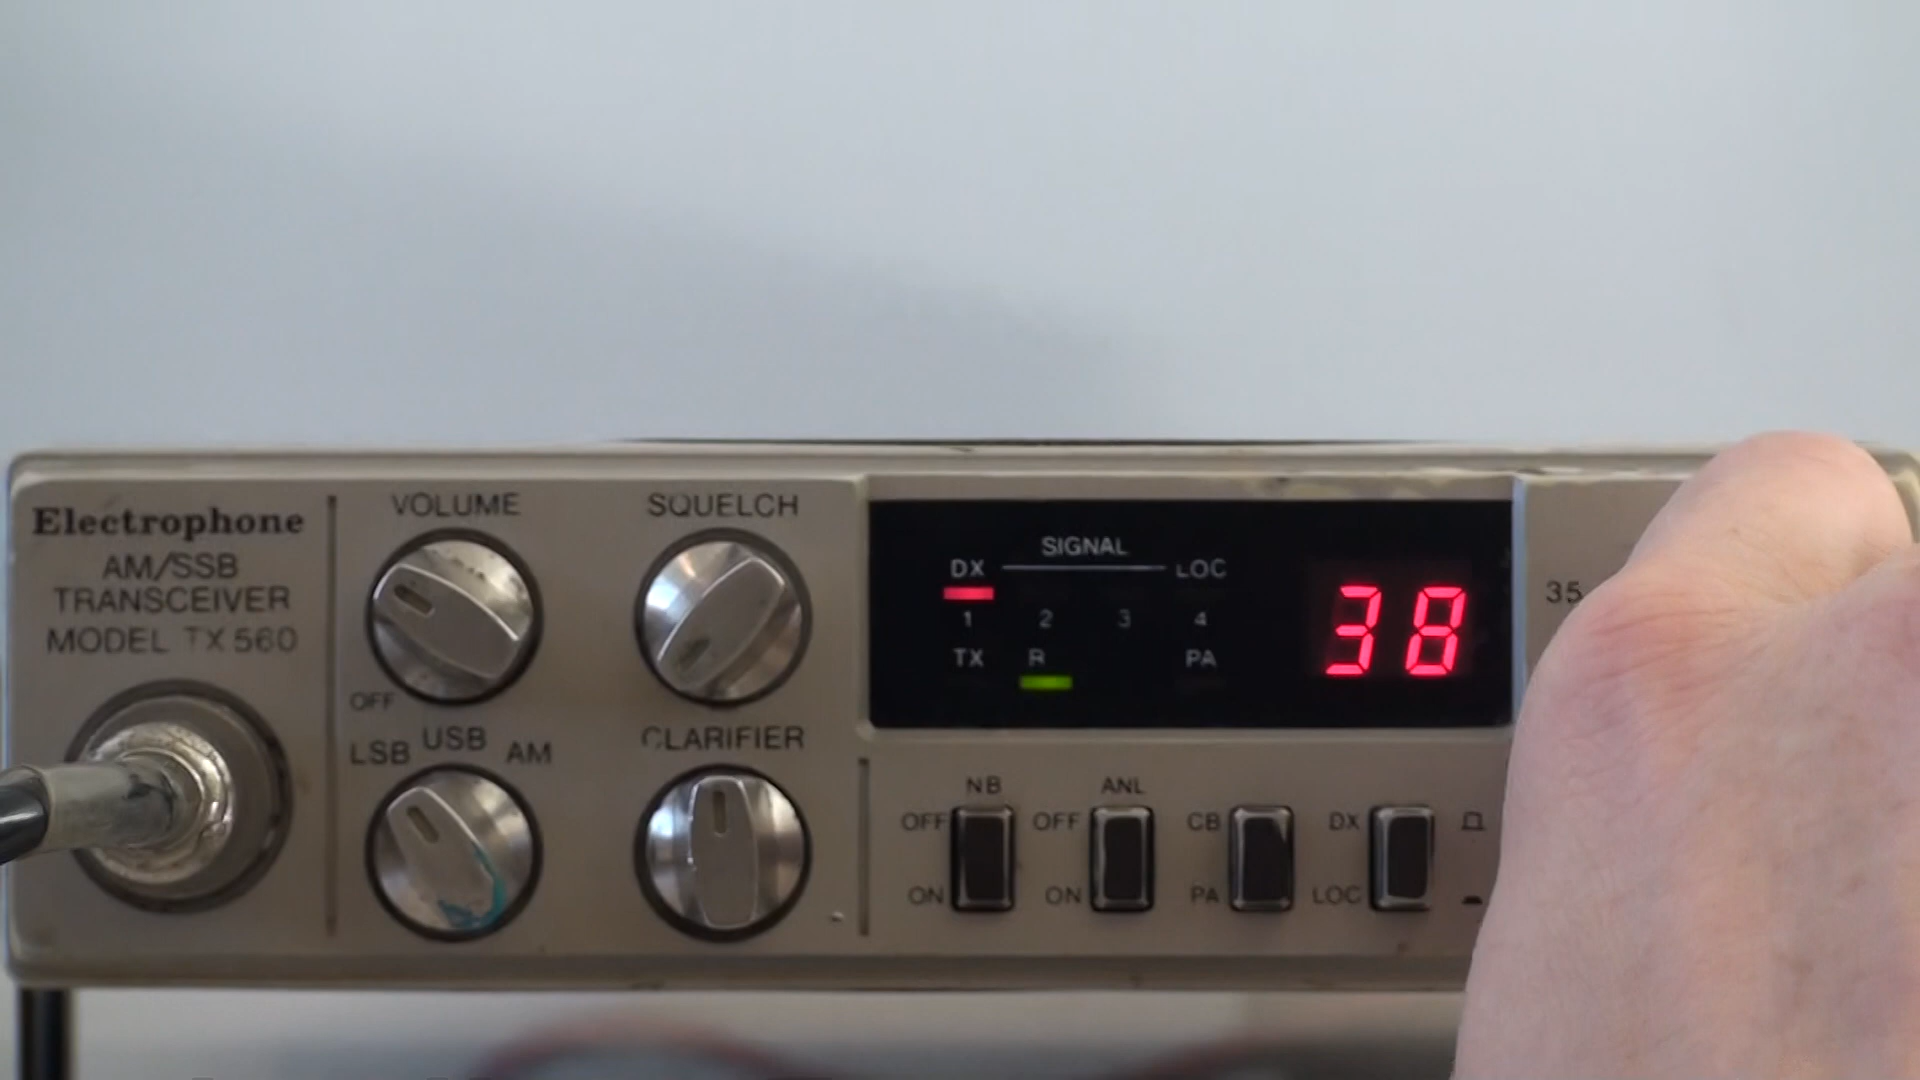 Electrophone
AM/SSB
TRANSCEIVER
MODEL TX 560
VOLUME
OFF
SQUELCH
LSB USB AM
CLARIFIER
SIGNAL
DX LOC
1 2 3 4
TX R PA
38
35
NB
OFF
ON
ANL
OFF
ON
CB
PA
DX
LOC